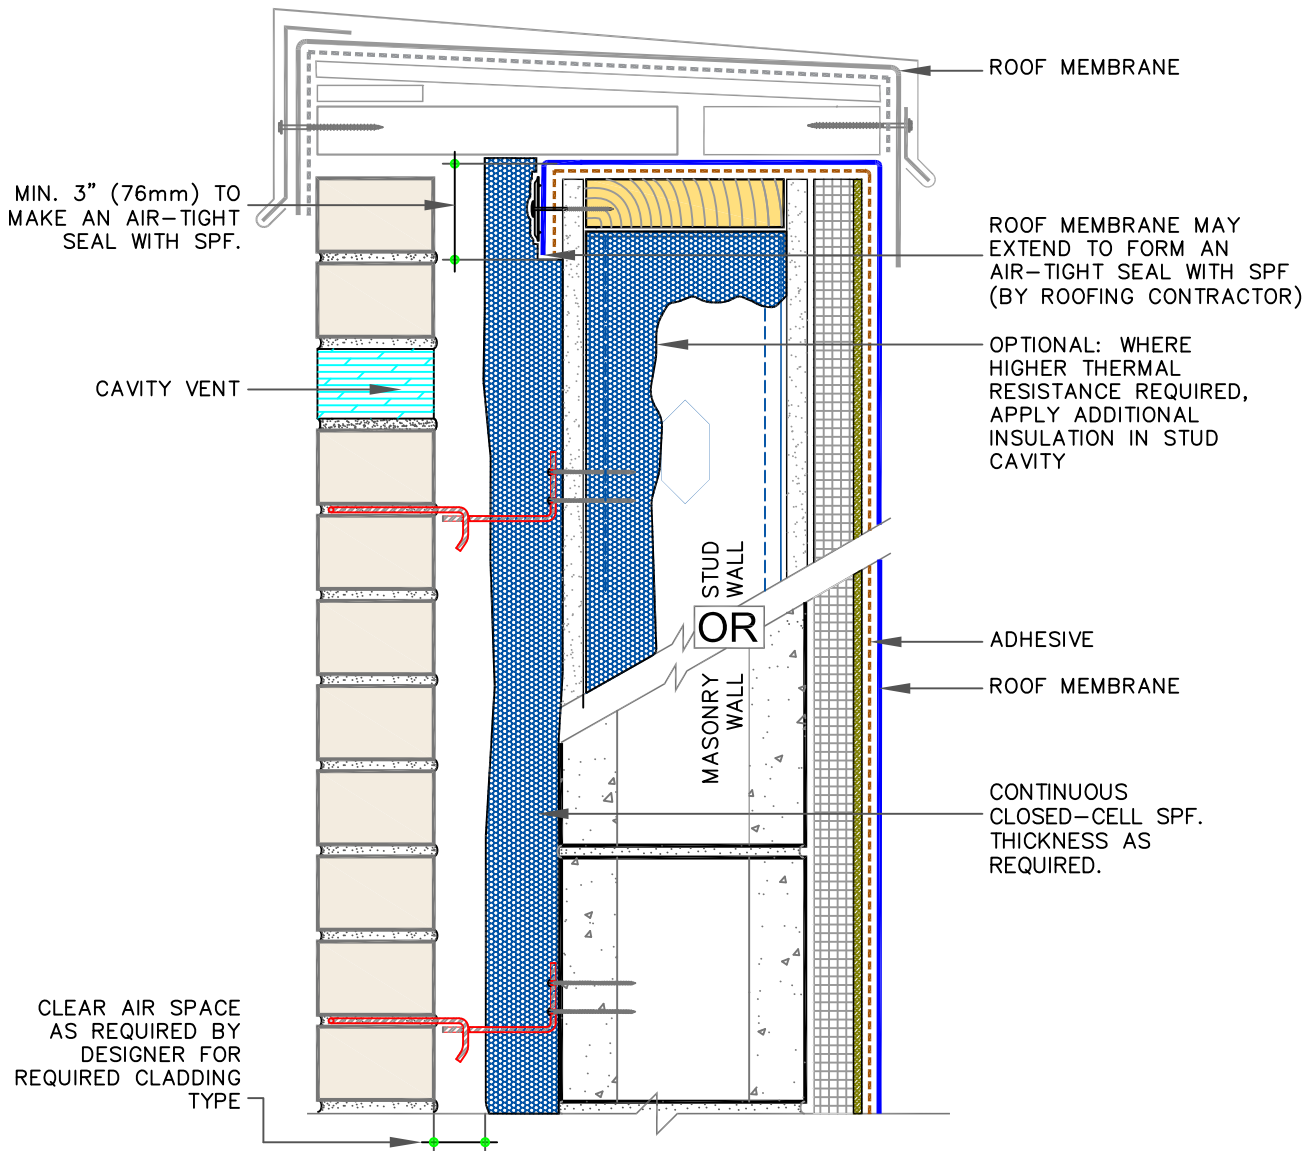 ROOF MEMBRANE
MIN. 3” (76mm) TO
MAKE AN AIR–TIGHT
SEAL WITH SPF.
ROOF MEMBRANE MAY
EXTEND TO FORM AN
AIR–TIGHT SEAL WITH SPF
(BY ROOFING CONTRACTOR)
OPTIONAL: WHERE
HIGHER THERMAL
RESISTANCE REQUIRED,
APPLY ADDITIONAL
INSULATION IN STUD
CAVITY
CAVITY VENT
STUD
WALL
OR
MASONRY
WALL
ADHESIVE
ROOF MEMBRANE
CONTINUOUS
CLOSED–CELL SPF.
THICKNESS AS
REQUIRED.
CLEAR AIR SPACE
AS REQUIRED BY
DESIGNER FOR
REQUIRED CLADDING
TYPE